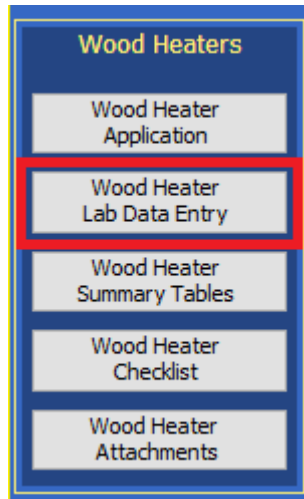 Wood Heaters
Wood Heater
Application
Wood Heater
Lab Data Entry
Wood Heater
Summary Tables
Wood Heater
Checklist
Wood Heater
Attachments